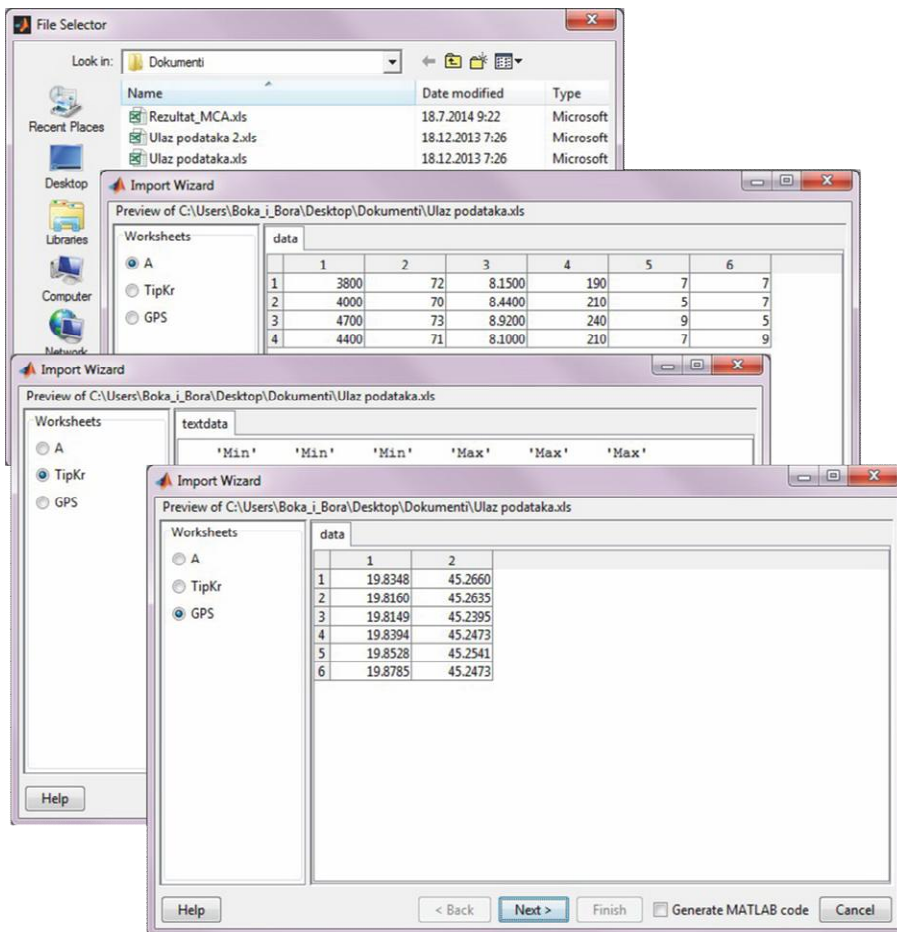 File Selector
Look in: Dokumenti
Name Date modified Type
Recent Places
Rezultat_MCA.xls 18.7.2014 9:22 Microsoft
Ulaz podataka 2.xls 18.12.2013 7:26 Microsoft
Ulaz podataka.xls 18.12.2013 7:26 Microsoft
Desktop
Libraries
Computer
Network
Import Wizard
Preview of C:\Users\Boka_i_Bora\Desktop\Dokumenti\Ulaz podataka.xls
Worksheets data
A
TipKr
GPS
1 2 3 4 5 6
1 3800 72 8.1500 190 7 7
2 4000 70 8.4400 210 5 7
3 4700 73 8.9200 240 9 5
4 4400 71 8.1000 210 7 9
Import Wizard
Preview of C:\Users\Boka_i_Bora\Desktop\Dokumenti\Ulaz podataka.xls
Worksheets textdata
A
TipKr
GPS
'Min' 'Min' 'Min' 'Max' 'Max' 'Max'
Help
Import Wizard
Preview of C:\Users\Boka_i_Bora\Desktop\Dokumenti\Ulaz podataka.xls
Worksheets data
A
TipKr
GPS
1 2
1 19.8348 45.2660
2 19.8160 45.2635
3 19.8149 45.2395
4 19.8394 45.2473
5 19.8528 45.2541
6 19.8785 45.2473
Help < Back Next > Finish Generate MATLAB code Cancel